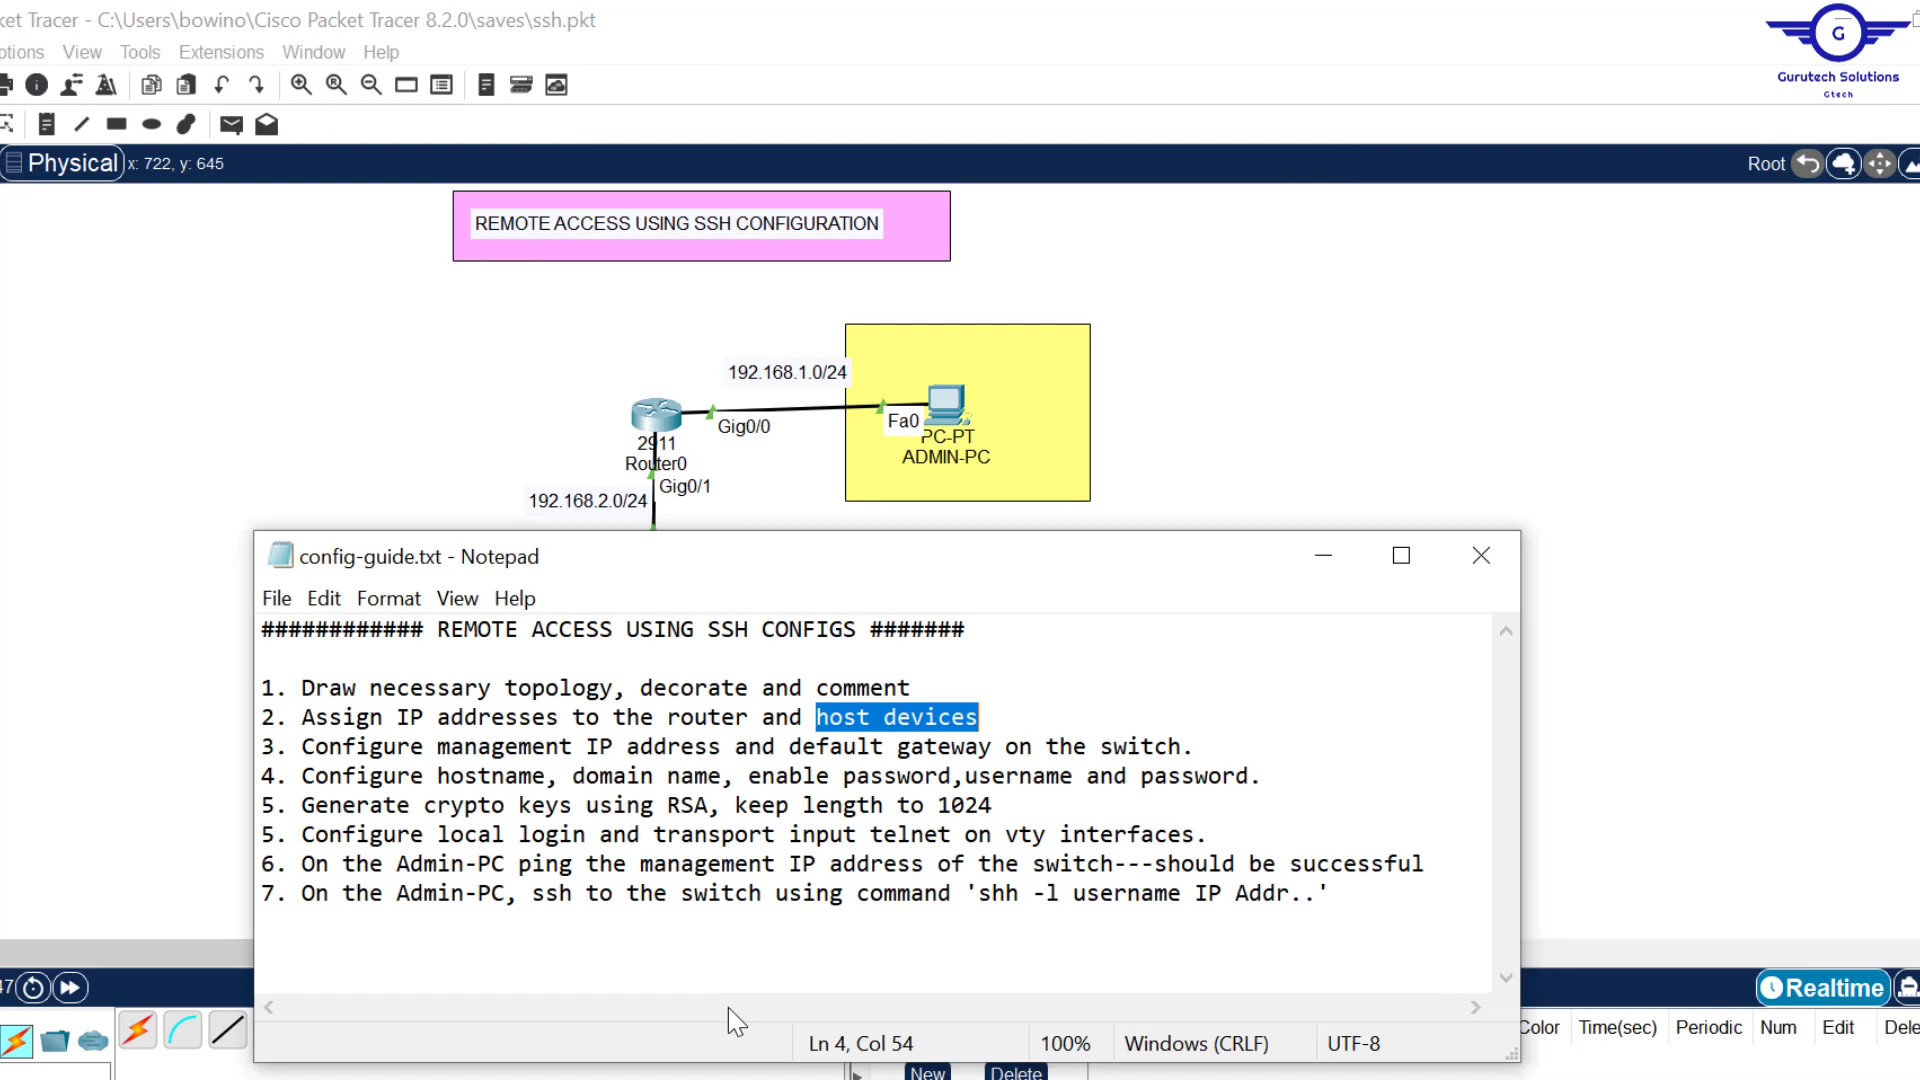 ket Tracer - C:\Users\bowino\Cisco Packet Tracer 8.2.0\saves\ssh.pkt
ptions View Tools Extensions Window Help
G
Gurutech Solutions
Gtech
Physical x: 722, y: 645
Root
REMOTE ACCESS USING SSH CONFIGURATION
192.168.1.0/24
Gig0/0
Fa0
PC-PT
ADMIN-PC
2911
Router0
Gig0/1
192.168.2.0/24
config-guide.txt - Notepad
File Edit Format View Help
############ REMOTE ACCESS USING SSH CONFIGS #######
1. Draw necessary topology, decorate and comment
2. Assign IP addresses to the router and host devices
3. Configure management IP address and default gateway on the switch.
4. Configure hostname, domain name, enable password,username and password.
5. Generate crypto keys using RSA, keep length to 1024
5. Configure local login and transport input telnet on vty interfaces.
6. On the Admin-PC ping the management IP address of the switch---should be successful
7. On the Admin-PC, ssh to the switch using command 'shh -l username IP Addr..'
Ln 4, Col 54 100% Windows (CRLF) UTF-8
47
Realtime
Color Time(sec) Periodic Num Edit Dele
New Delete